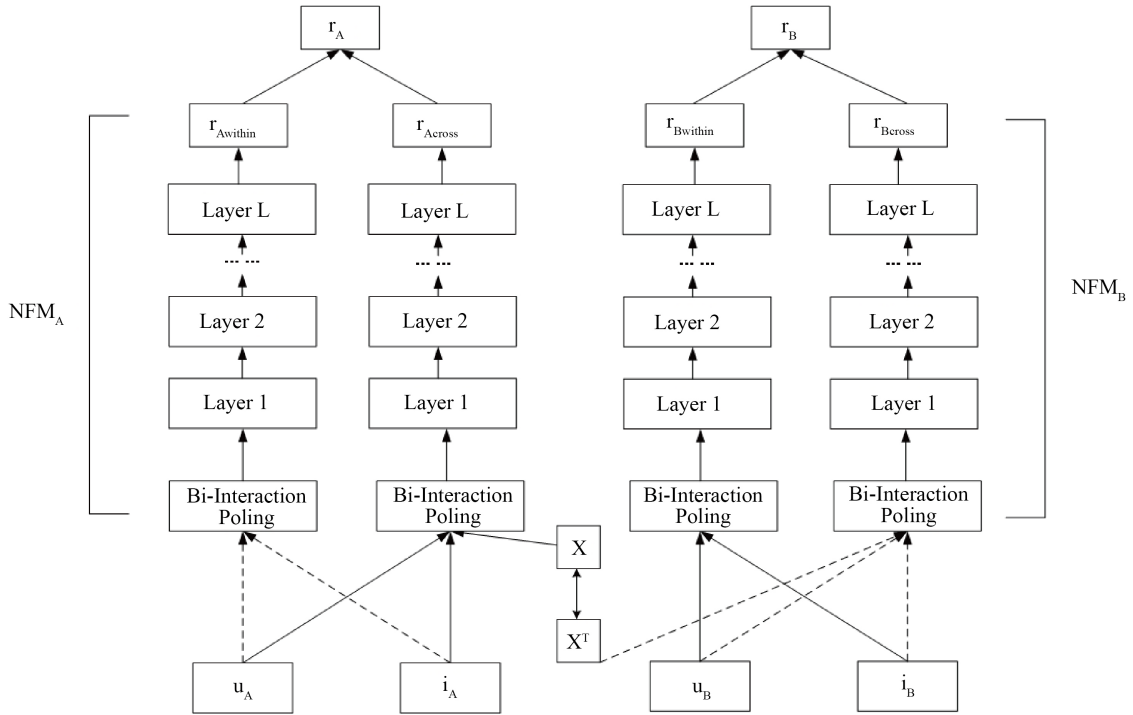 r_A r_B
r_Awithin r_Across r_Bwithin r_Bcross
Layer L Layer L Layer L Layer L
... ... ... ... ... ... ... ...
NFM_A Layer 2 Layer 2 Layer 2 Layer 2 NFM_B
Layer 1 Layer 1 Layer 1 Layer 1
Bi-Interaction Bi-Interaction Bi-Interaction Bi-Interaction
Poling Poling Poling Poling
X
X^T
u_A i_A u_B i_B